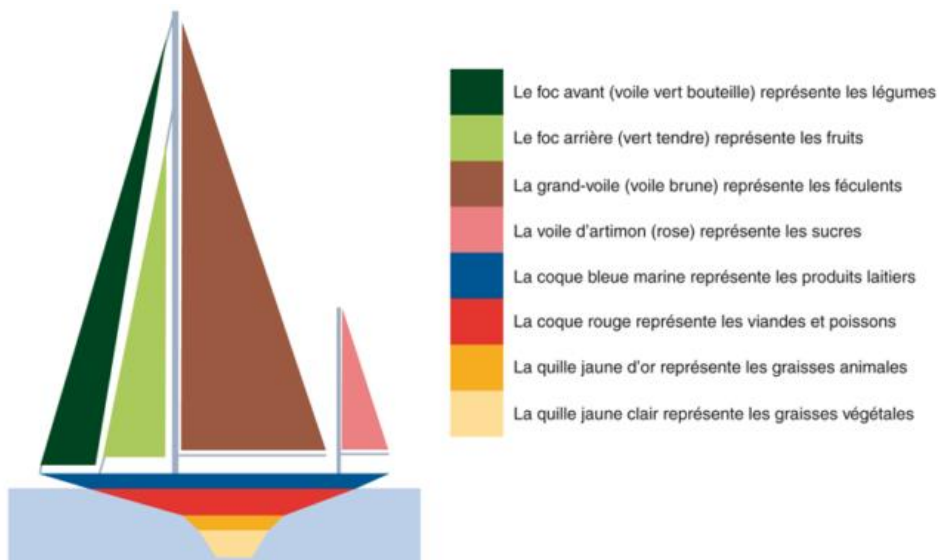 Le foc avant (voile vert bouteille) représente les légumes
Le foc arrière (vert tendre) représente les fruits
La grand-voile (voile brune) représente les féculents
La voile d'artimon (rose) représente les sucres
La coque bleue marine représente les produits laitiers
La coque rouge représente les viandes et poissons
La quille jaune d'or représente les graisses animales
La quille jaune clair représente les graisses végétales